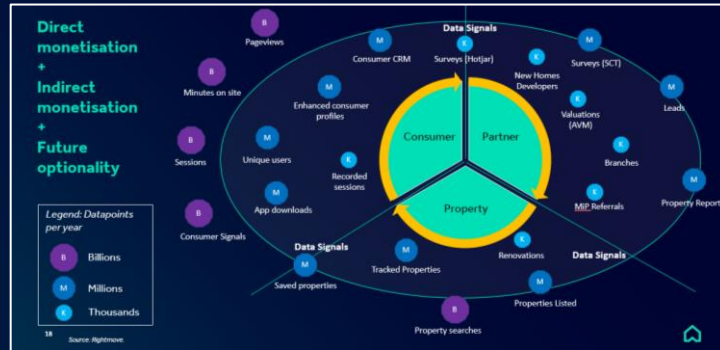 Direct
monetisation
+
Indirect
monetisation
+
Future
optionality
Legend: Datapoints
per year
B Billions
M Millions
K Thousands
18
Source: Rightmove.
B
Pageviews
B
Minutes on site
B
Sessions
B
Consumer Signals
M
Consumer CRM
M
Enhanced consumer
profiles
M
Unique users
K
Recorded
sessions
M
App downloads
Data Signals
K
Surveys (Hotjar)
K
New Homes
Developers
M
Surveys (SCT)
M
Leads
K
Valuations
(AVM)
K
Branches
K
MiP Referrals
M
Property Report
Consumer
Partner
Property
Data Signals
M
Saved properties
M
Tracked Properties
K
Renovations
Data Signals
M
Properties Listed
B
Property searches